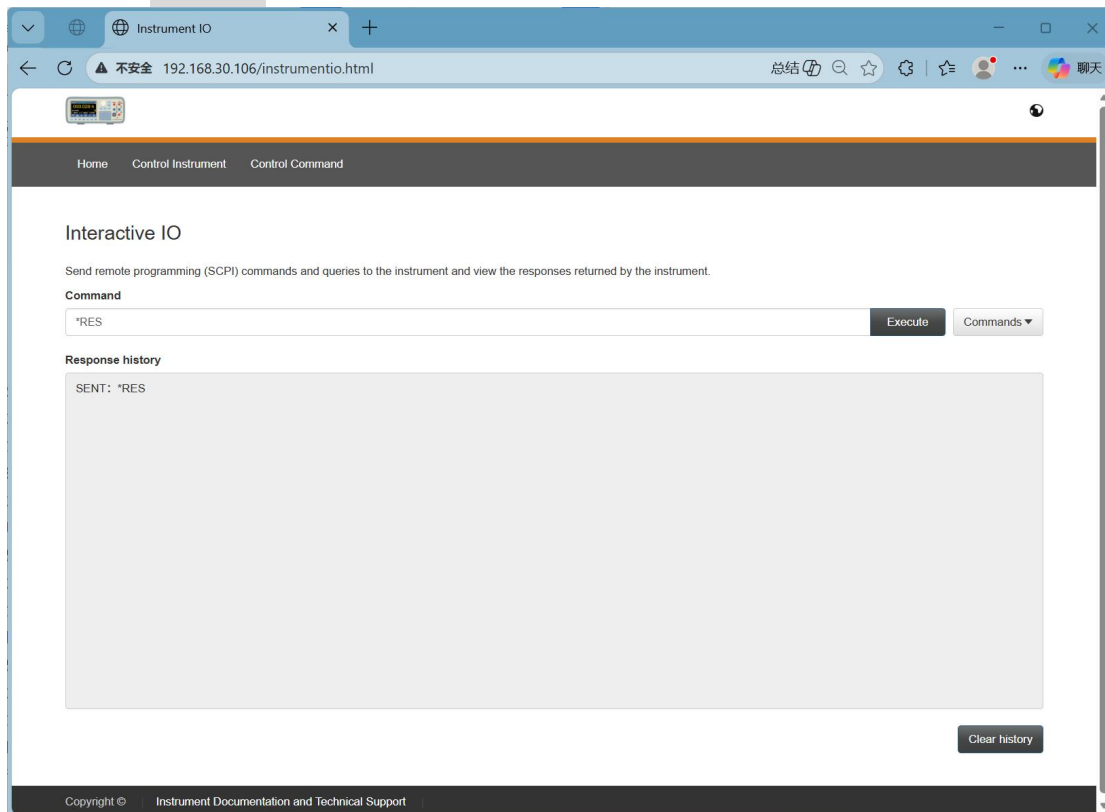 Instrument IO
不安全 192.168.30.106/instrumentio.html 总结 聊天
Home Control Instrument Control Command
Interactive IO
Send remote programming (SCPI) commands and queries to the instrument and view the responses returned by the instrument.
Command
*RES Execute Commands
Response history
SENT: *RES
Clear history
Copyright © Instrument Documentation and Technical Support